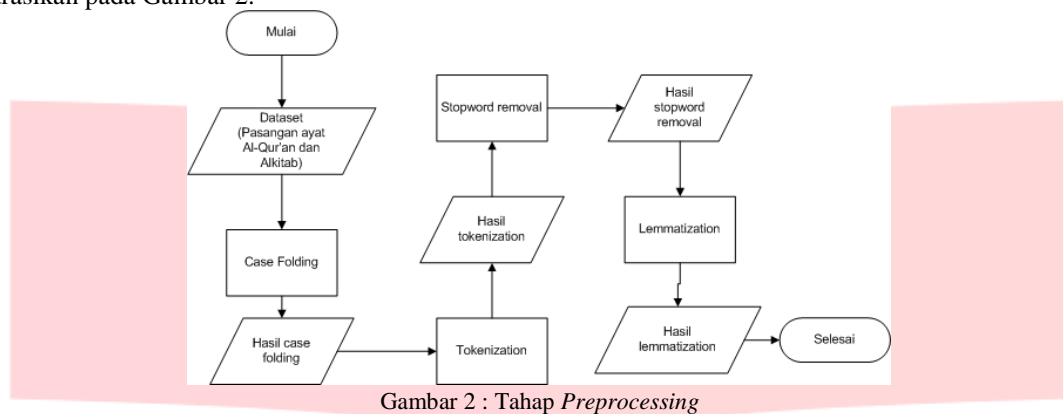 pada Gambar 2.
Mulai
Dataset
(Pasangan ayat
Al-Qur'an dan
Alkitab)
Case Folding
Hasil case
folding
Tokenization
Hasil
tokenization
Stopword removal
Hasil
stopword
removal
Lemmatization
Hasil
lemmatization
Selesai
Gambar 2 : Tahap Preprocessing